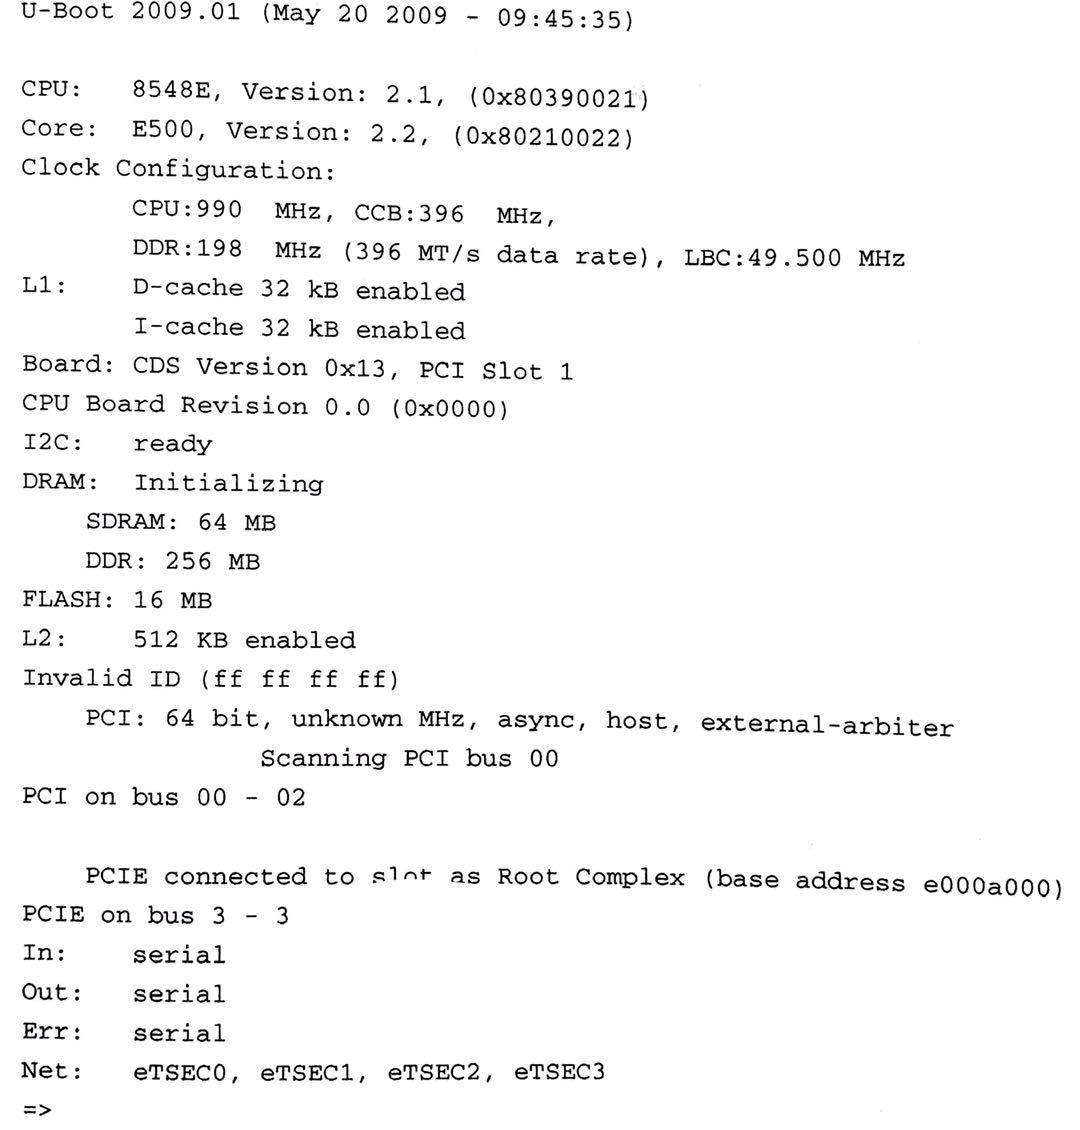 U-Boot 2009.01 (May 20 2009 - 09:45:35)
CPU: 8548E, Version: 2.1, (0x80390021)
Core: E500, Version: 2.2, (0x80210022)
Clock Configuration:
CPU:990 MHz, CCB:396 MHz,
DDR:198 MHz (396 MT/s data rate), LBC:49.500 MHz
L1: D-cache 32 kB enabled
I-cache 32 kB enabled
Board: CDS Version 0x13, PCI Slot 1
CPU Board Revision 0.0 (0x0000)
I2C: ready
DRAM: Initializing
SDRAM: 64 MB
DDR: 256 MB
FLASH: 16 MB
L2: 512 KB enabled
Invalid ID (ff ff ff ff)
PCI: 64 bit, unknown MHz, async, host, external-arbiter
Scanning PCI bus 00
PCI on bus 00 - 02
PCIE connected to slot as Root Complex (base address e000a000)
PCIE on bus 3 - 3
In: serial
Out: serial
Err: serial
Net: eTSEC0, eTSEC1, eTSEC2, eTSEC3
=>